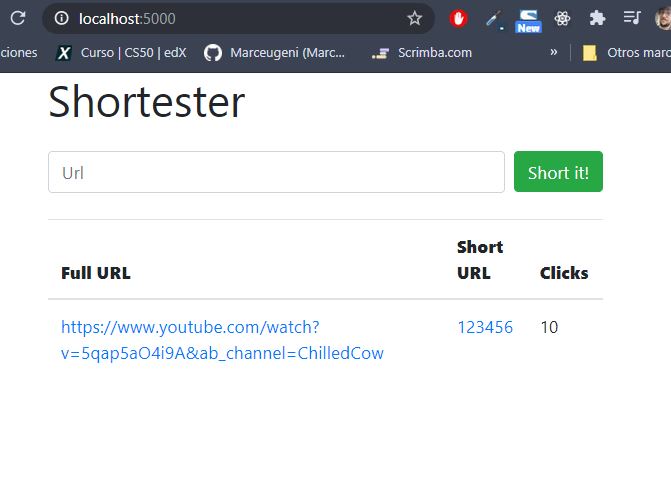 localhost:5000
New
ciones
Curso | CS50 | edX
Marceugeni (Marc...
Scrimba.com
»
Otros marc
Shortester
Url
Short it!
Full URL
Short
URL
Clicks
https://www.youtube.com/watch?
v=5qap5aO4i9A&ab_channel=ChilledCow
123456
10